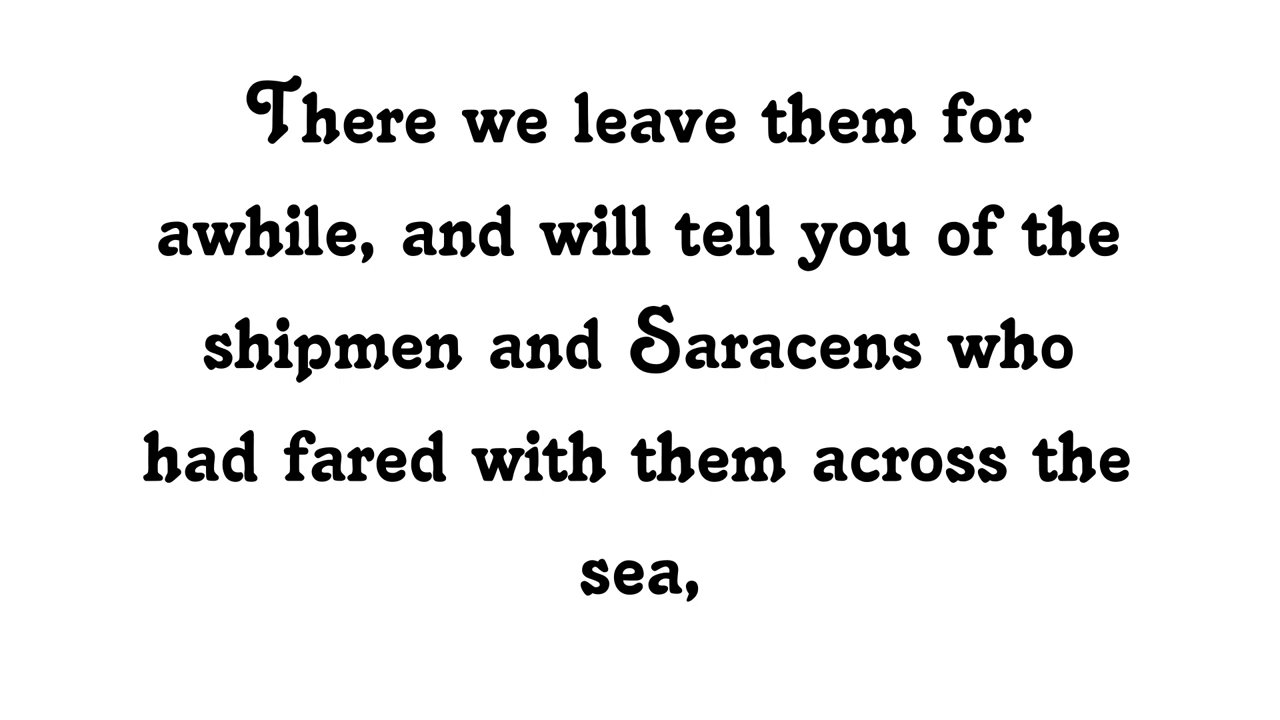 There we leave them for
awhile, and will tell you of the
shipmen and Saracens who
had fared with them across the
sea,